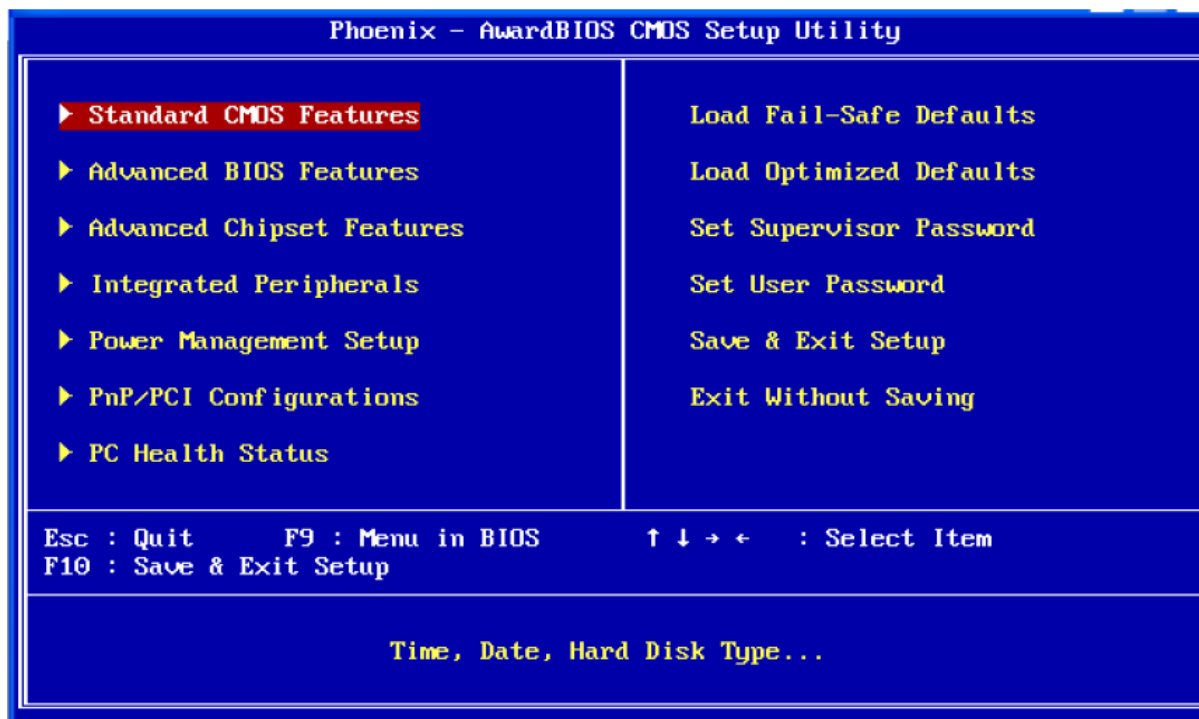 Phoenix - AwardBIOS CMOS Setup Utility
Standard CMOS Features
Advanced BIOS Features
Advanced Chipset Features
Integrated Peripherals
Power Management Setup
PnP/PCI Configurations
PC Health Status
Load Fail-Safe Defaults
Load Optimized Defaults
Set Supervisor Password
Set User Password
Save & Exit Setup
Exit Without Saving
Esc : Quit F9 : Menu in BIOS ↑ ↓ → ← : Select Item
F10 : Save & Exit Setup
Time, Date, Hard Disk Type...